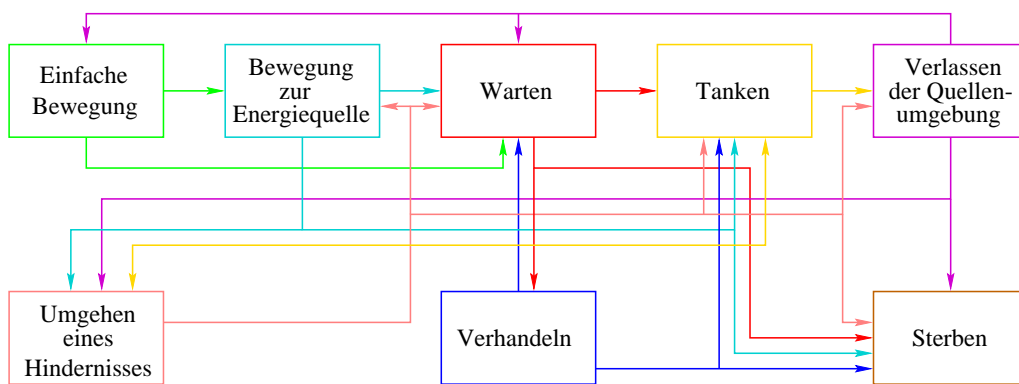 Einfache
Bewegung
Bewegung
zur
Energiequelle
Warten
Tanken
Verlassen
der Quellen-
umgebung
Umgehen
eines
Hindernisses
Verhandeln
Sterben